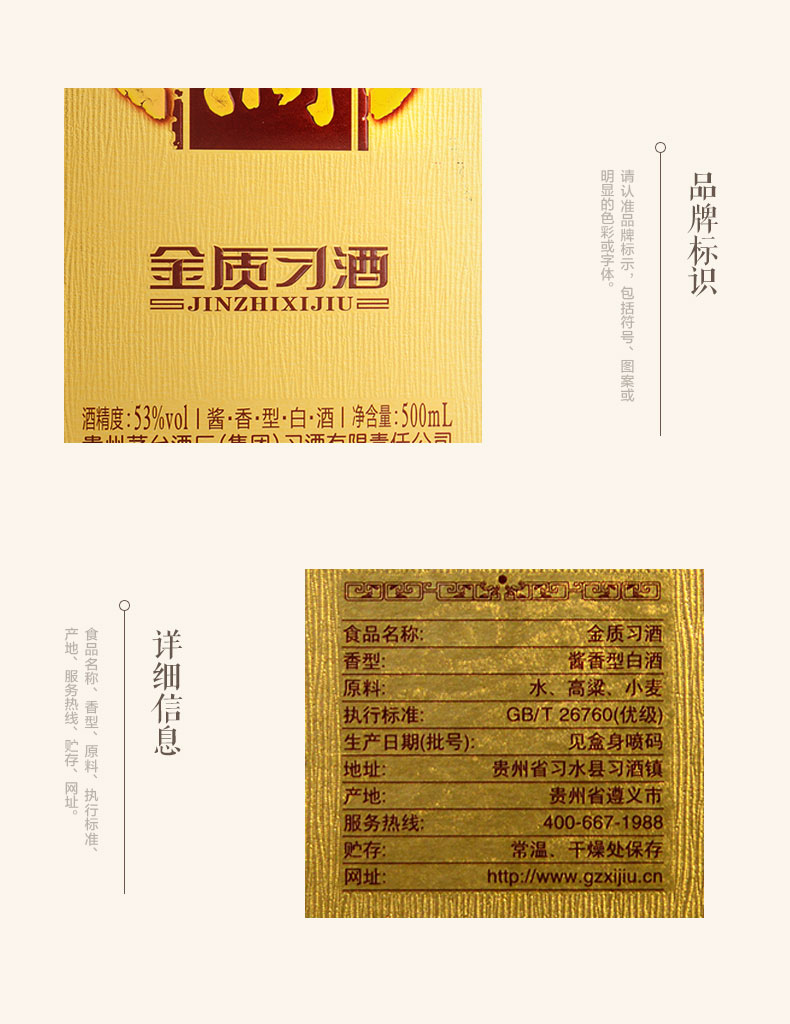 金质习酒
JINZHIXIJIU
酒精度:53%vol | 酱·香·型·白·酒 | 净含量:500mL
贵州茅台酒厂(集团)习酒有限责任公司
品牌标识
请认准品牌标示，包括符号、图案或
明显的色彩或字体。
详细信息
食品名称、香型、原料、执行标准、
产地、服务热线、贮存、网址。
食品名称: 金质习酒
香型: 酱香型白酒
原料: 水、高粱、小麦
执行标准: GB/T 26760(优级)
生产日期(批号): 见盒身喷码
地址: 贵州省习水县习酒镇
产地: 贵州省遵义市
服务热线: 400-667-1988
贮存: 常温、干燥处保存
网址: http://www.gzxijiu.cn